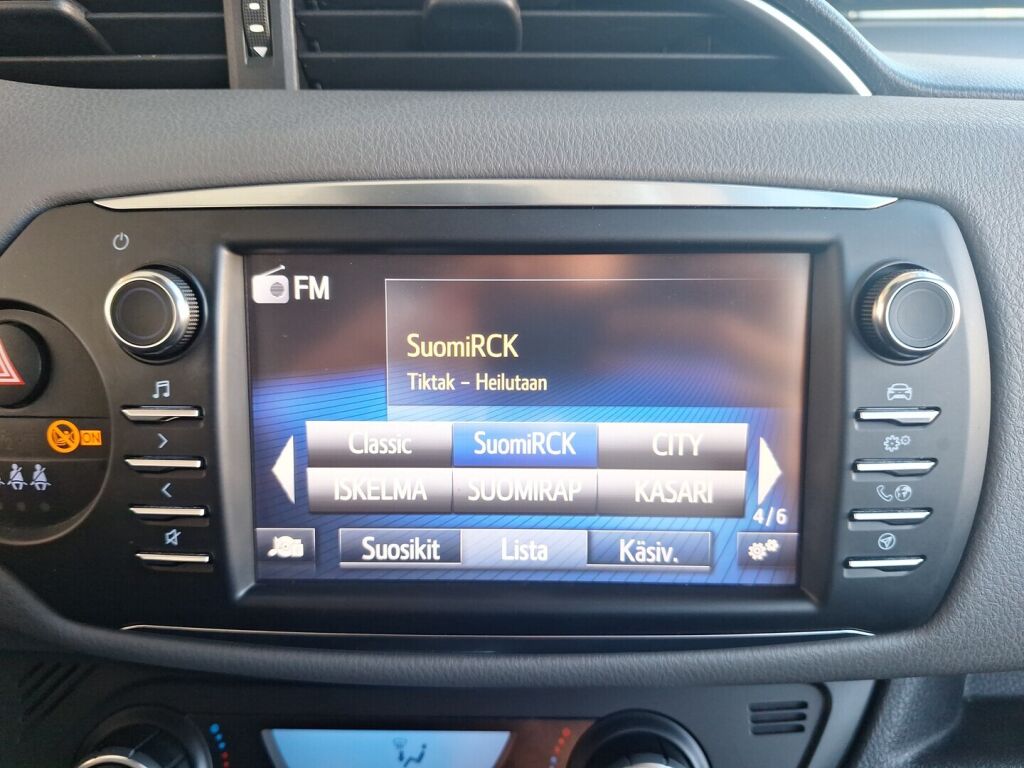 FM
SuomiRCK
Tiktak – Heilutaan
Classic SuomiRCK CITY
ISKELMA SUOMIRAP KASARI
4/6
Suosikit Lista Käsiv.
ON